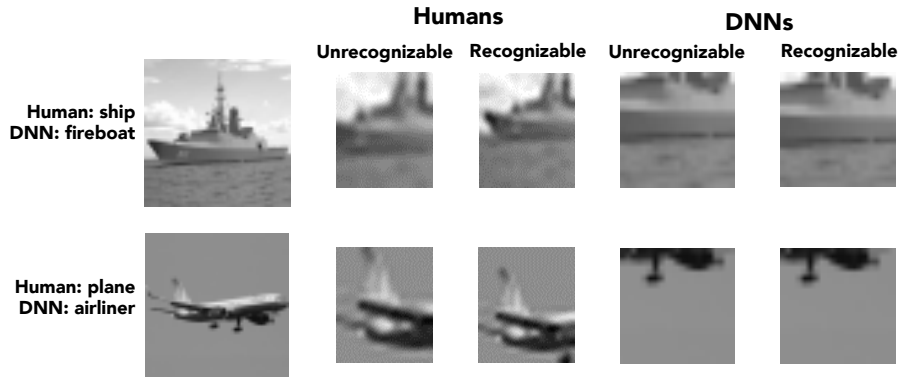 Humans
DNNs
Unrecognizable Recognizable Unrecognizable Recognizable
Human: ship
DNN: fireboat
Human: plane
DNN: airliner